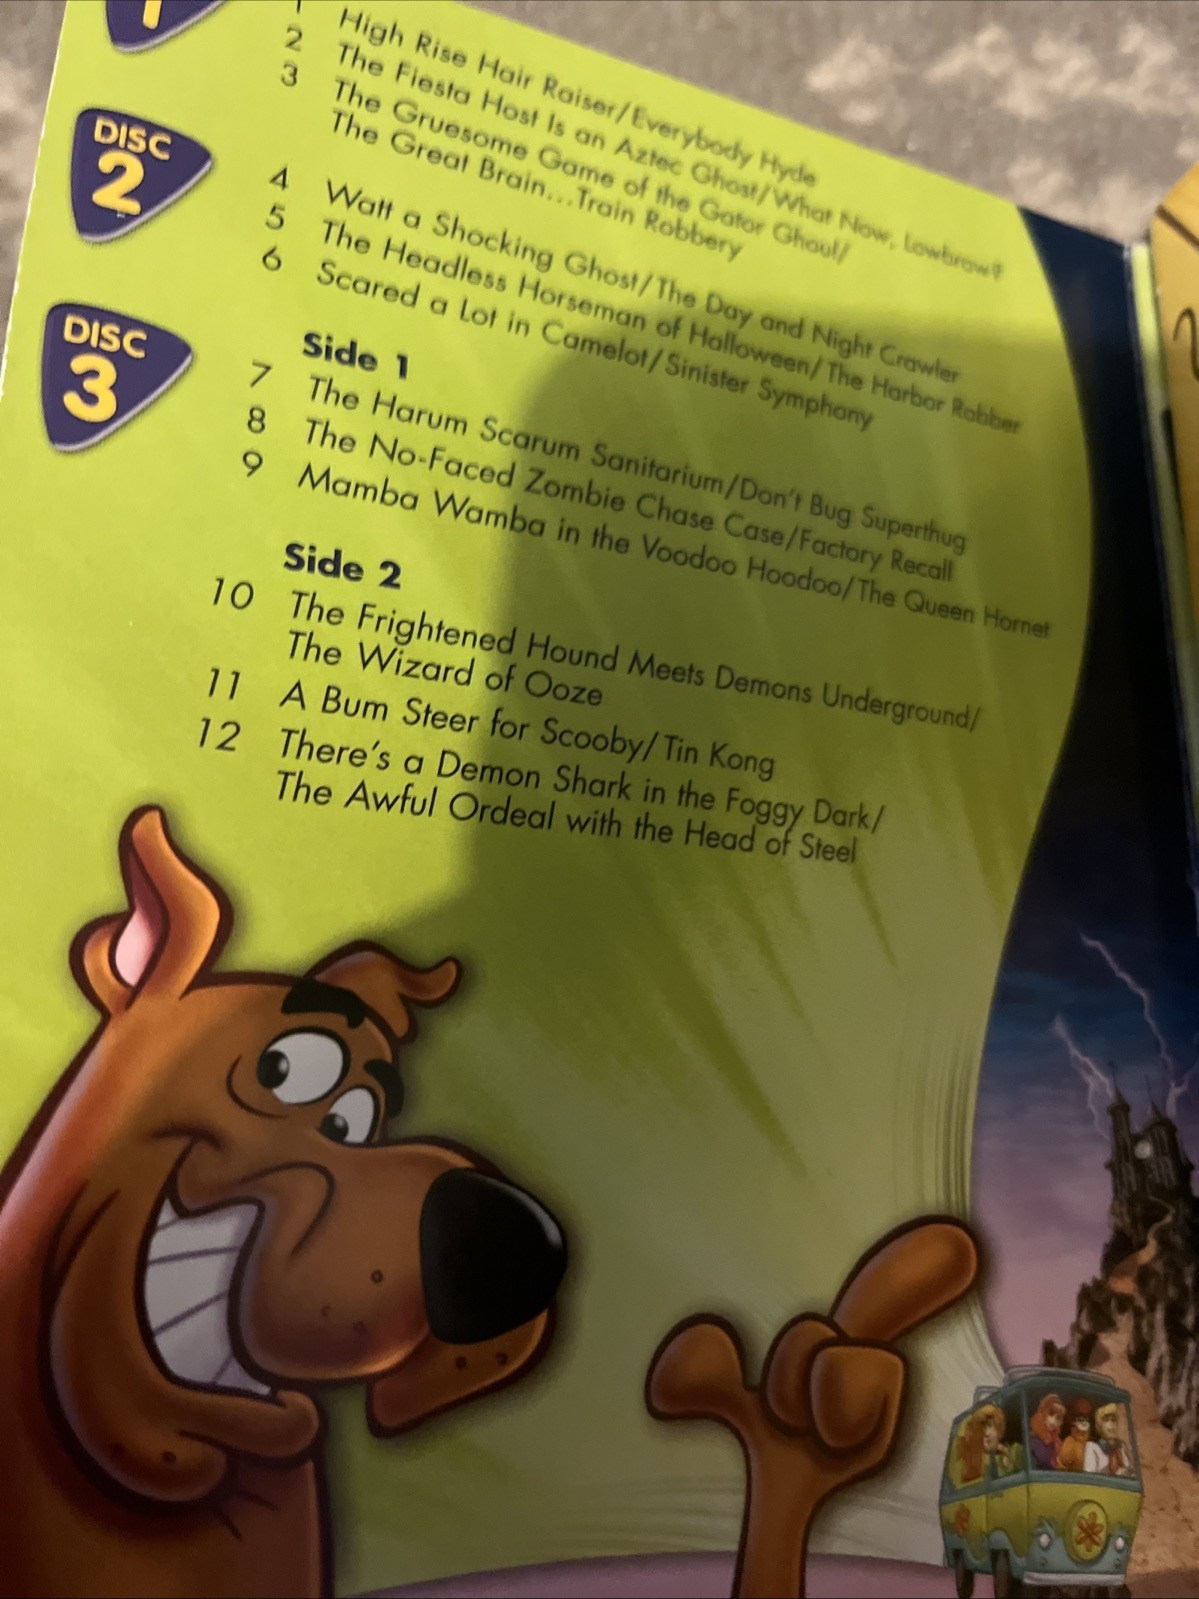 1
1 High Rise Hair Raiser/Everybody Hyde
2 The Fiesta Host Is an Aztec Ghost/What Now, Lowbrow?
3 The Gruesome Game of the Gator Ghoul/
The Great Brain...Train Robbery
DISC
2
4 Watt a Shocking Ghost/The Day and Night Crawler
5 The Headless Horseman of Halloween/The Harbor Robber
6 Scared a Lot in Camelot/Sinister Symphony
DISC
3
Side 1
7 The Harum Scarum Sanitarium/Don't Bug Superthug
8 The No-Faced Zombie Chase Case/Factory Recall
9 Mamba Wamba in the Voodoo Hoodoo/The Queen Hornet
Side 2
10 The Frightened Hound Meets Demons Underground/
The Wizard of Ooze
11 A Bum Steer for Scooby/Tin Kong
12 There's a Demon Shark in the Foggy Dark/
The Awful Ordeal with the Head of Steel